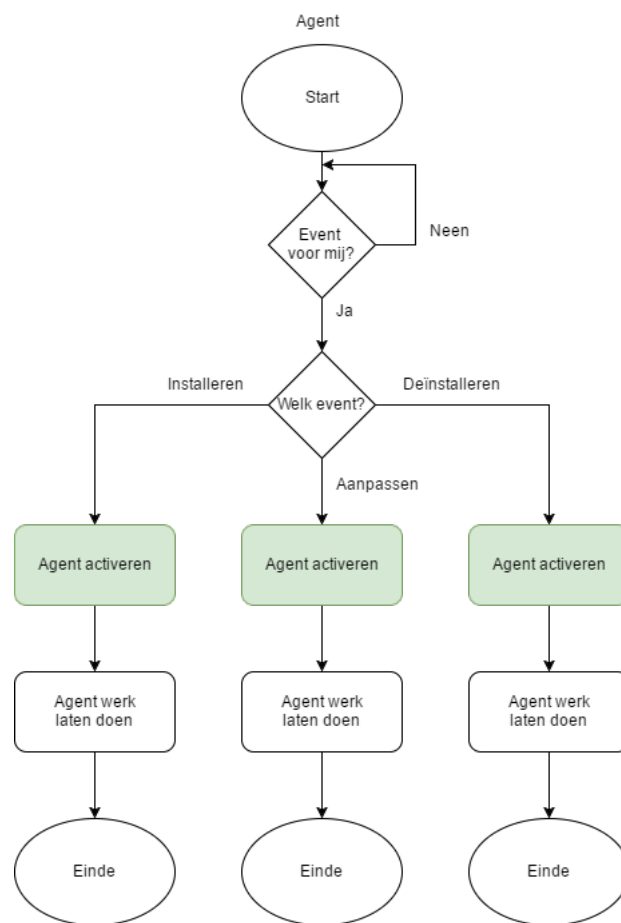 Agent
Start
Event
voor mij?
Neen
Ja
Installeren
Welk event?
Deïnstalleren
Aanpassen
Agent activeren
Agent activeren
Agent activeren
Agent werk
laten doen
Agent werk
laten doen
Agent werk
laten doen
Einde
Einde
Einde